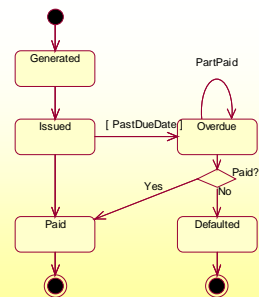 Generated
PartPaid
Issued
[ PastDueDate ]
Overdue
Paid?
Yes
No
Paid
Defaulted